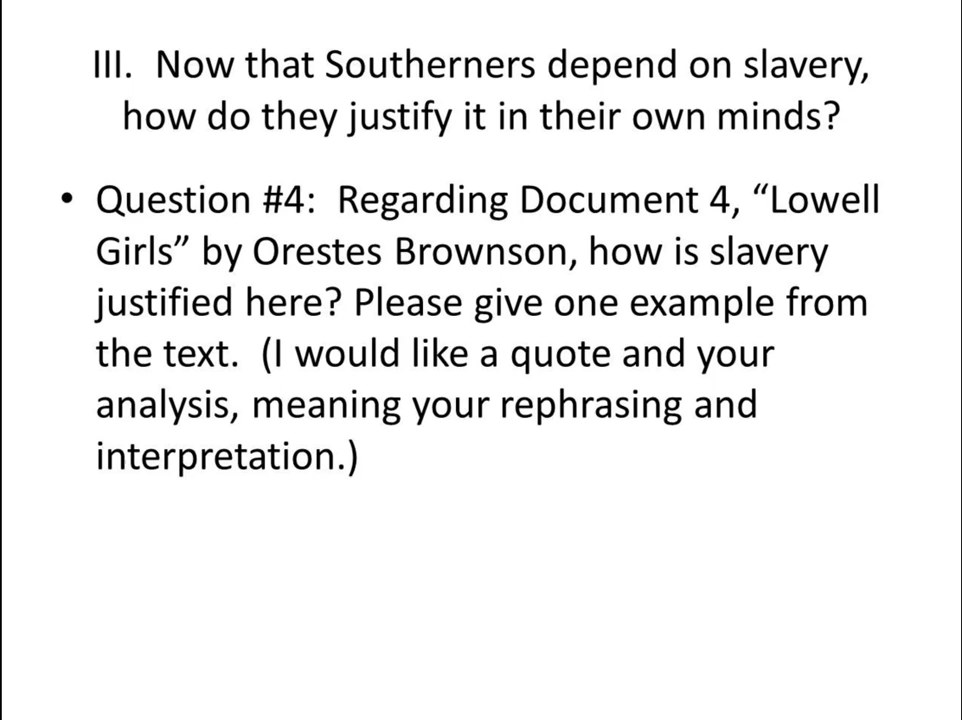 III.  Now that Southerners depend on slavery,
how do they justify it in their own minds?
• Question #4:  Regarding Document 4, “Lowell
Girls” by Orestes Brownson, how is slavery
justified here? Please give one example from
the text.  (I would like a quote and your
analysis, meaning your rephrasing and
interpretation.)